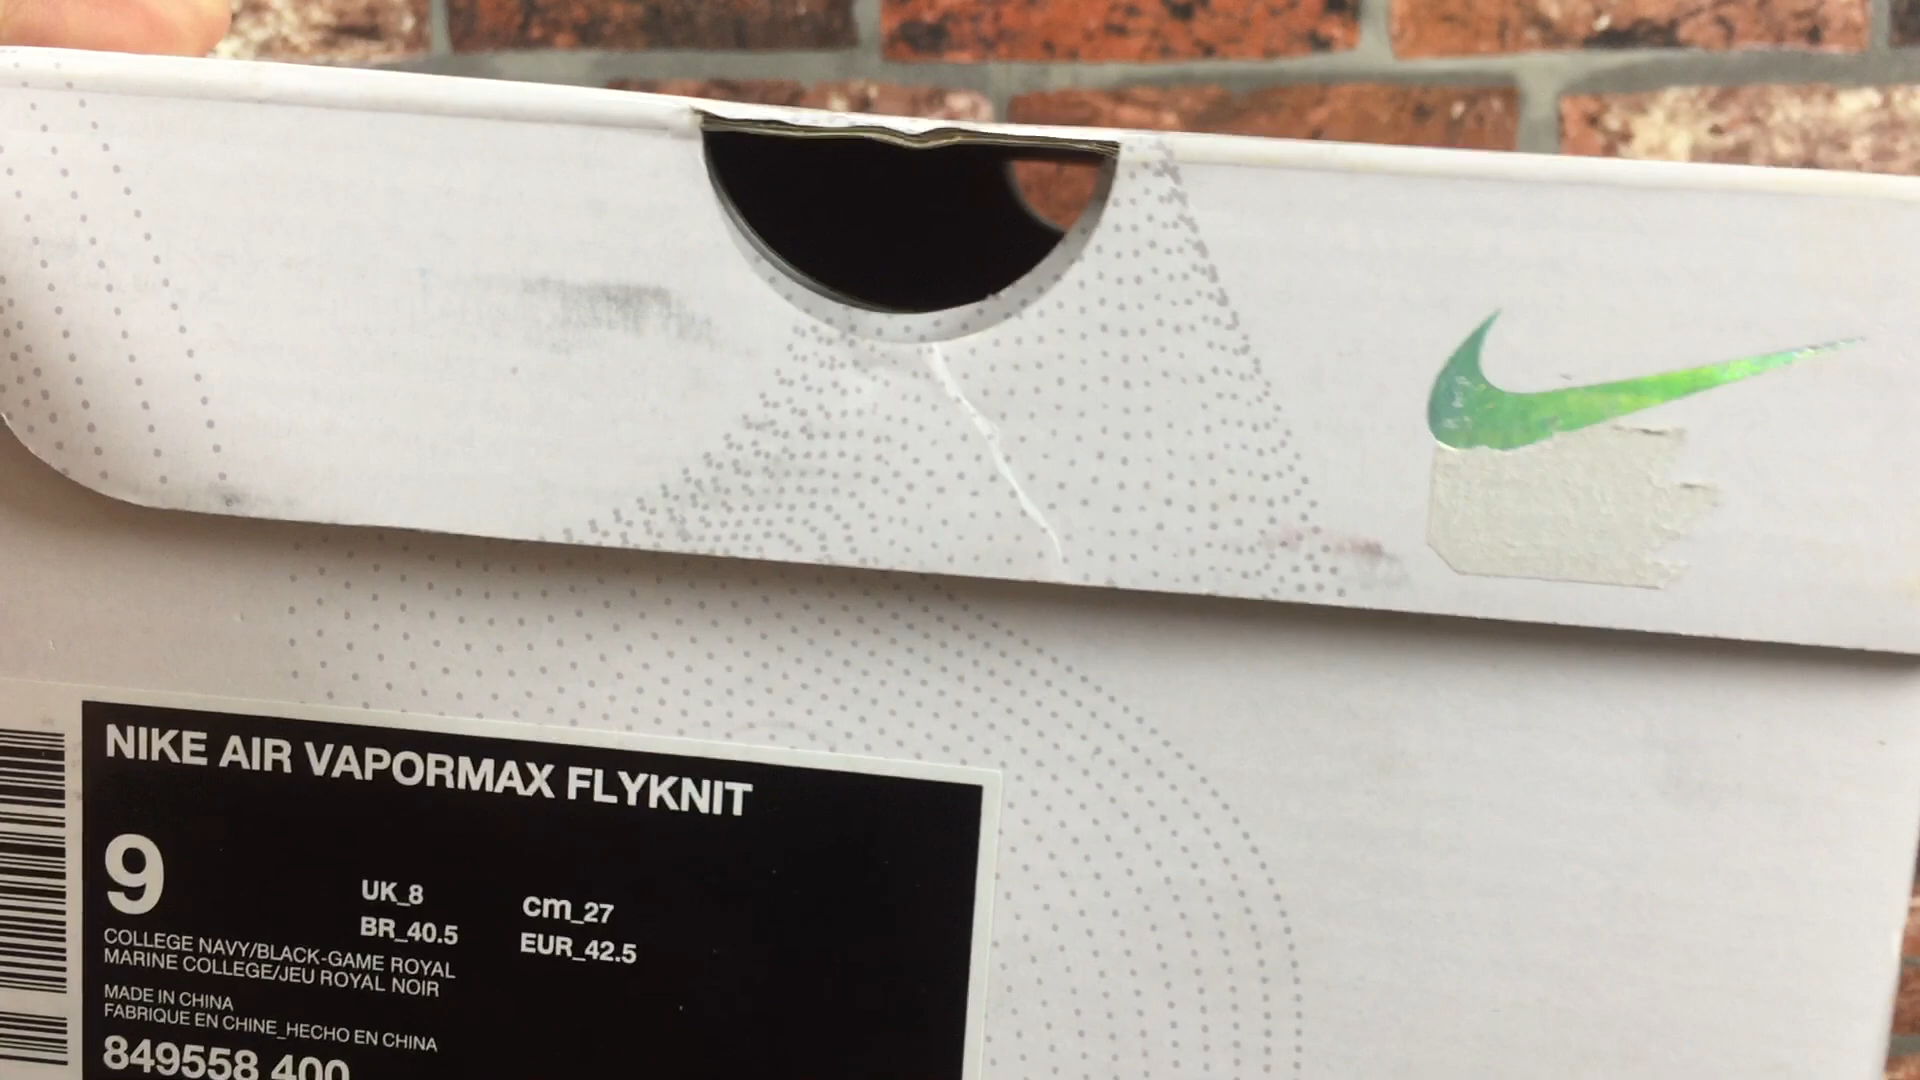 NIKE AIR VAPORMAX FLYKNIT
9
UK_8 cm_27
BR_40.5 EUR_42.5
COLLEGE NAVY/BLACK-GAME ROYAL
MARINE COLLEGE/JEU ROYAL NOIR
MADE IN CHINA
FABRIQUE EN CHINE_HECHO EN CHINA
849558 400